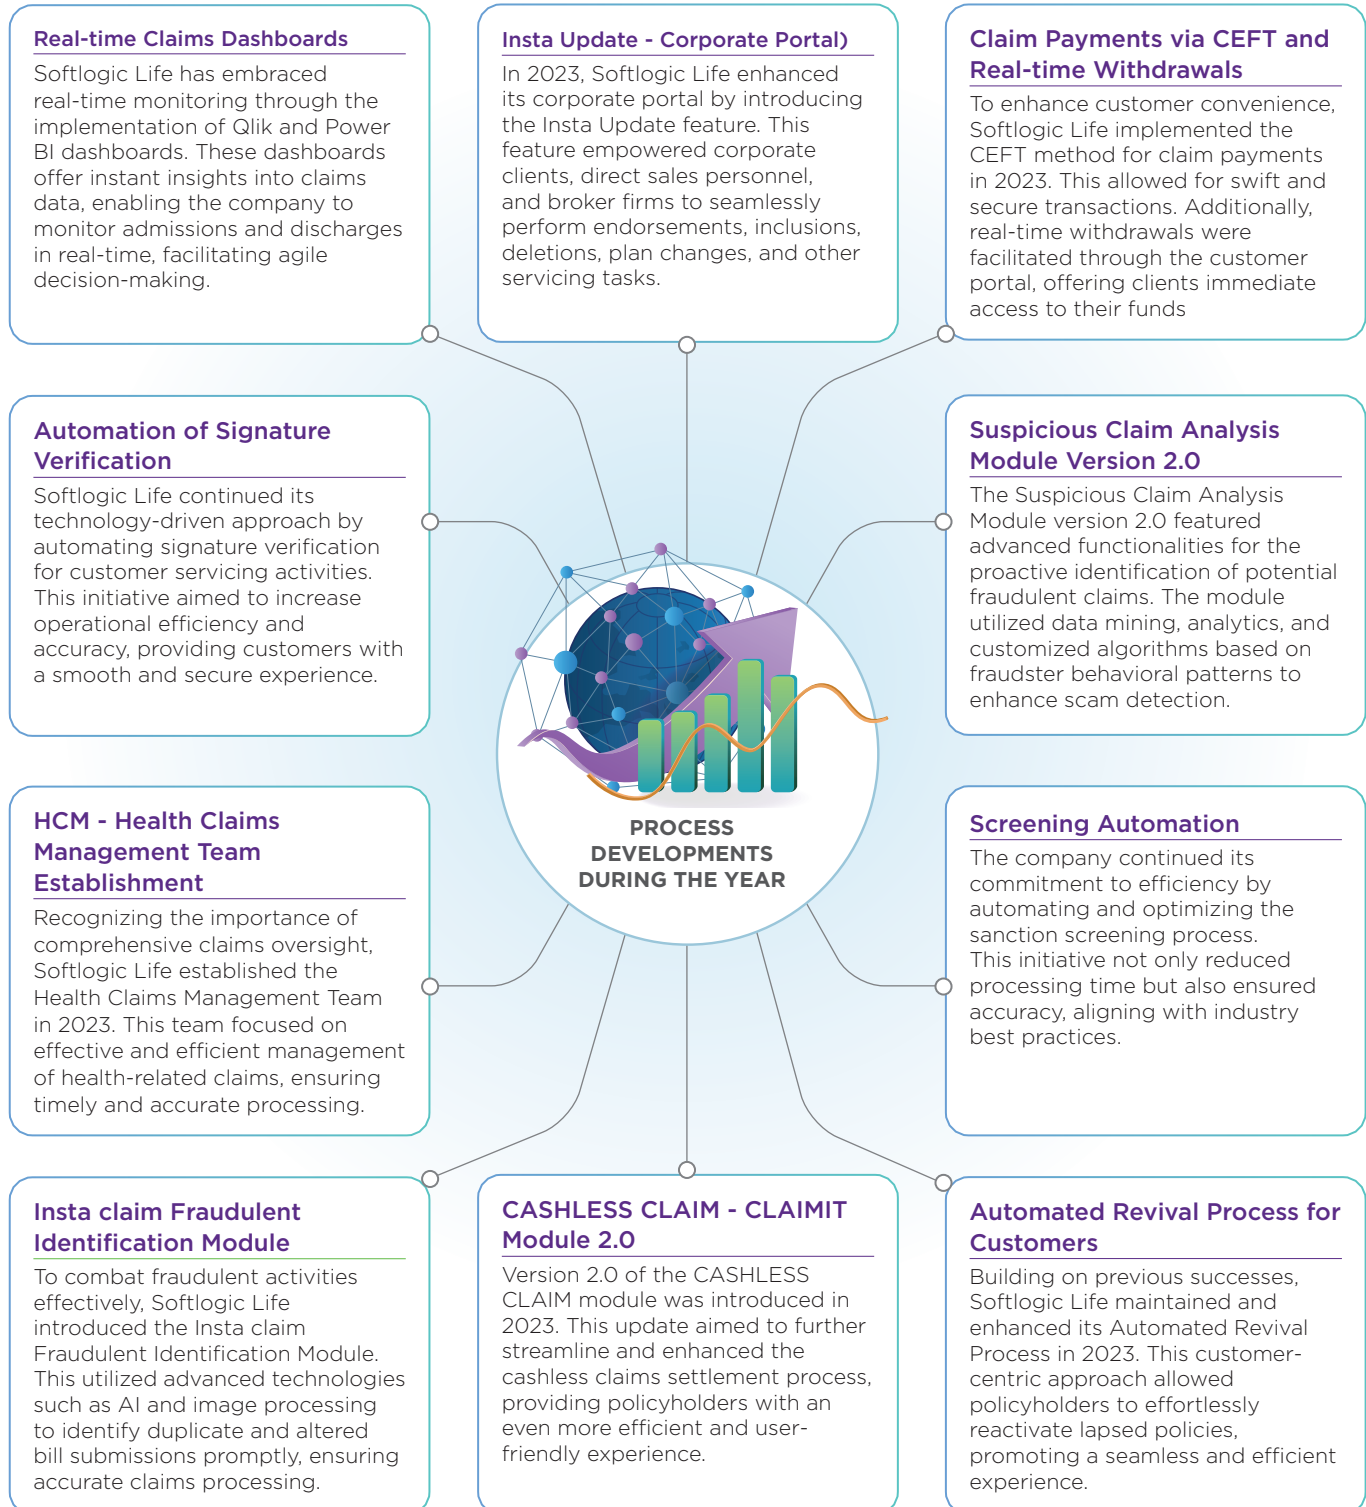 Real-time Claims Dashboards
Softlogic Life has embraced
real-time monitoring through the
implementation of Qlik and Power
BI dashboards. These dashboards
offer instant insights into claims
data, enabling the company to
monitor admissions and discharges
in real-time, facilitating agile
decision-making.
Insta Update - Corporate Portal)
In 2023, Softlogic Life enhanced
its corporate portal by introducing
the Insta Update feature. This
feature empowered corporate
clients, direct sales personnel,
and broker firms to seamlessly
perform endorsements, inclusions,
deletions, plan changes, and other
servicing tasks.
Claim Payments via CEFT and
Real-time Withdrawals
To enhance customer convenience,
Softlogic Life implemented the
CEFT method for claim payments
in 2023. This allowed for swift and
secure transactions. Additionally,
real-time withdrawals were
facilitated through the customer
portal, offering clients immediate
access to their funds
Automation of Signature
Verification
Softlogic Life continued its
technology-driven approach by
automating signature verification
for customer servicing activities.
This initiative aimed to increase
operational efficiency and
accuracy, providing customers with
a smooth and secure experience.
Suspicious Claim Analysis
Module Version 2.0
The Suspicious Claim Analysis
Module version 2.0 featured
advanced functionalities for the
proactive identification of potential
fraudulent claims. The module
utilized data mining, analytics, and
customized algorithms based on
fraudster behavioral patterns to
enhance scam detection.
PROCESS
DEVELOPMENTS
DURING THE YEAR
HCM - Health Claims
Management Team
Establishment
Recognizing the importance of
comprehensive claims oversight,
Softlogic Life established the
Health Claims Management Team
in 2023. This team focused on
effective and efficient management
of health-related claims, ensuring
timely and accurate processing.
Screening Automation
The company continued its
commitment to efficiency by
automating and optimizing the
sanction screening process.
This initiative not only reduced
processing time but also ensured
accuracy, aligning with industry
best practices.
Insta claim Fraudulent
Identification Module
To combat fraudulent activities
effectively, Softlogic Life
introduced the Insta claim
Fraudulent Identification Module.
This utilized advanced technologies
such as AI and image processing
to identify duplicate and altered
bill submissions promptly, ensuring
accurate claims processing.
CASHLESS CLAIM - CLAIMIT
Module 2.0
Version 2.0 of the CASHLESS
CLAIM module was introduced in
2023. This update aimed to further
streamline and enhanced the
cashless claims settlement process,
providing policyholders with an
even more efficient and user-
friendly experience.
Automated Revival Process for
Customers
Building on previous successes,
Softlogic Life maintained and
enhanced its Automated Revival
Process in 2023. This customer-
centric approach allowed
policyholders to effortlessly
reactivate lapsed policies,
promoting a seamless and efficient
experience.